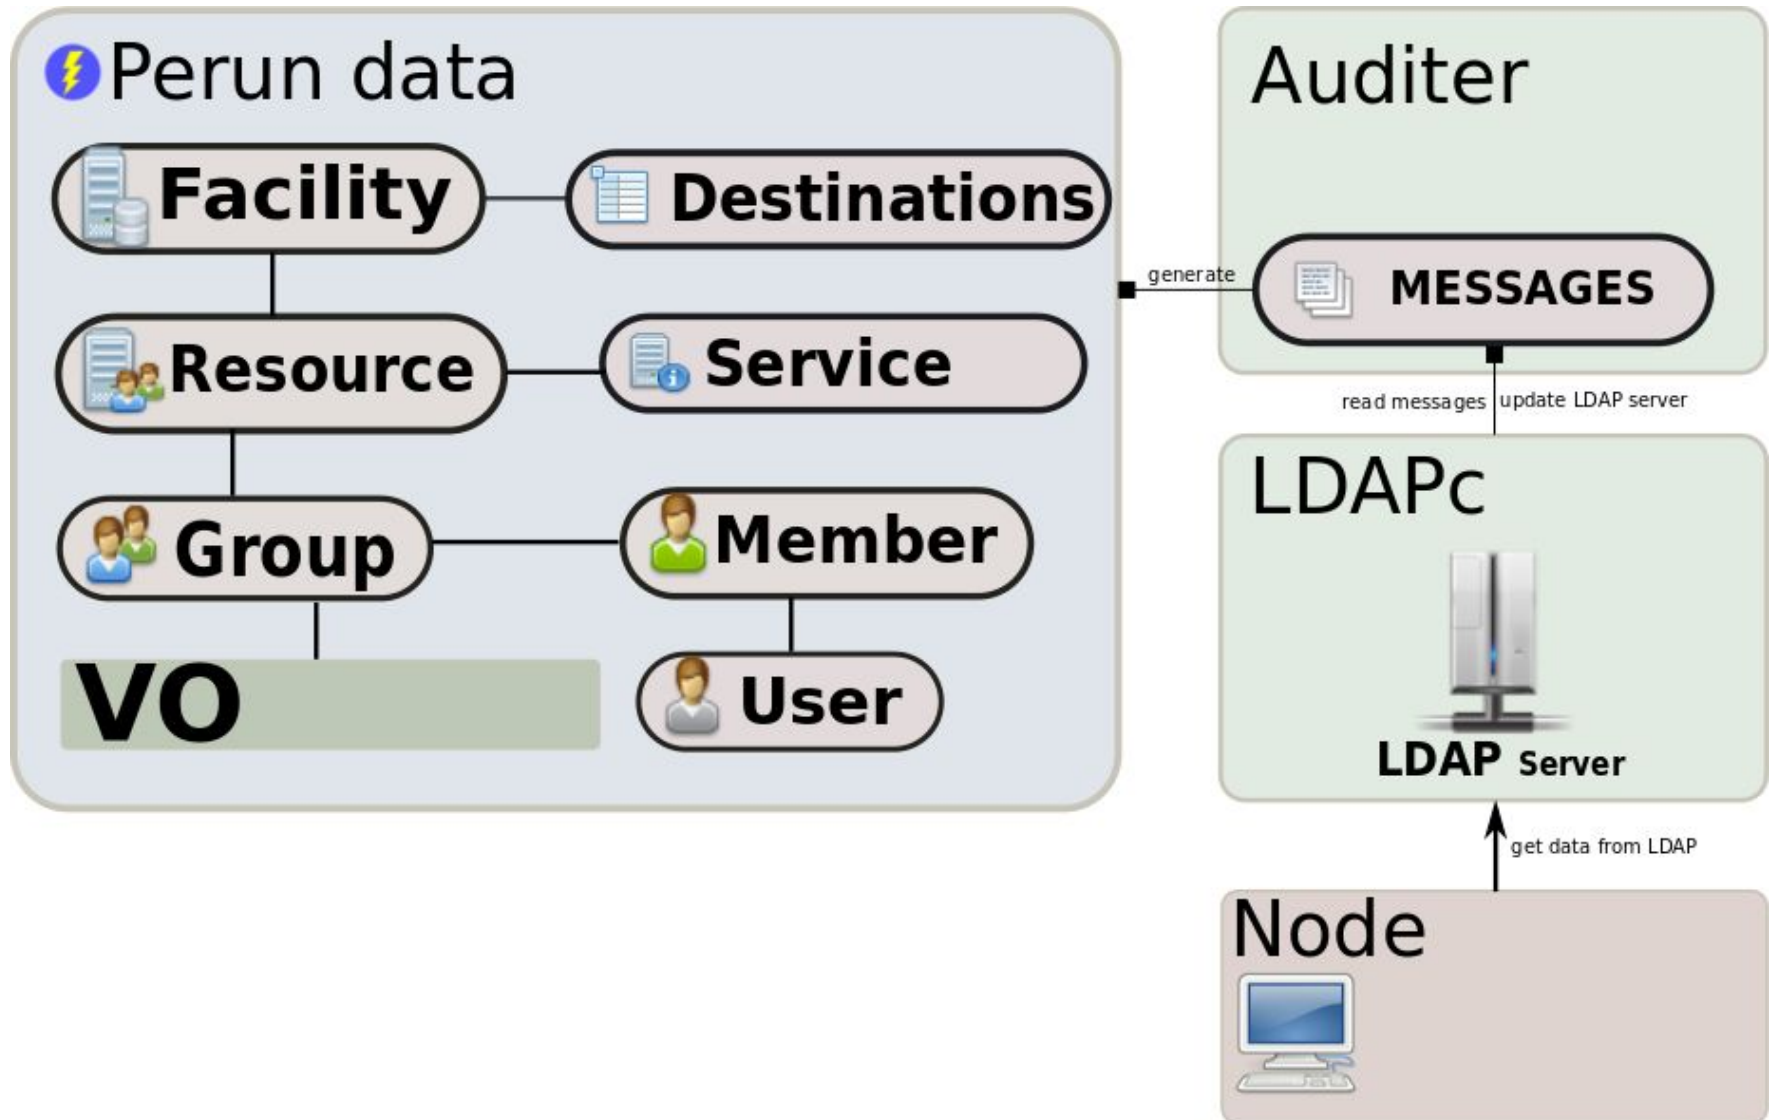 Perun data
Facility
Destinations
Resource
Service
Group
Member
VO
User
Auditer
generate
MESSAGES
read messages
update LDAP server
LDAPc
LDAP Server
get data from LDAP
Node